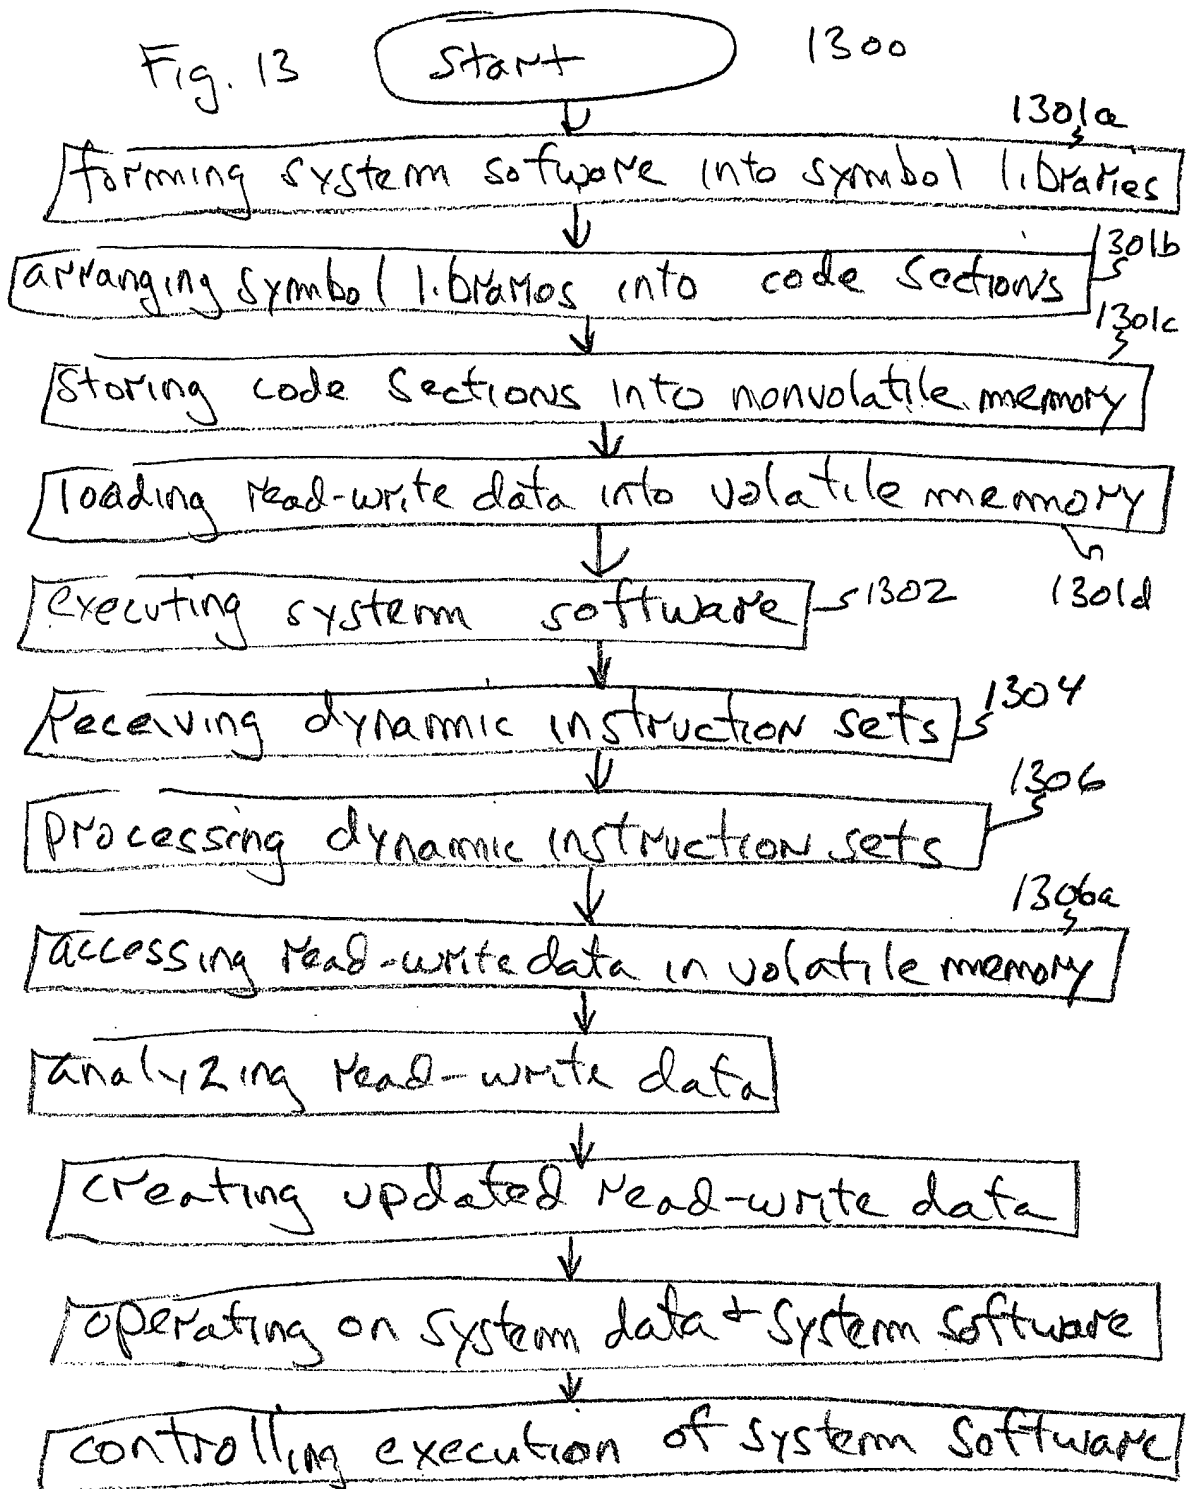 Fig. 13 Start 1300
1301a
forming system software into symbol libraries
1301b
arranging symbol libraries into code sections
1301c
storing code sections into nonvolatile memory
loading read-write data into volatile memory
executing system software 1302 1301d
1304
receiving dynamic instruction sets
1306
processing dynamic instruction sets
1306a
accessing read-write data in volatile memory
analyzing read-write data
creating updated read-write data
operating on system data + system software
controlling execution of system software